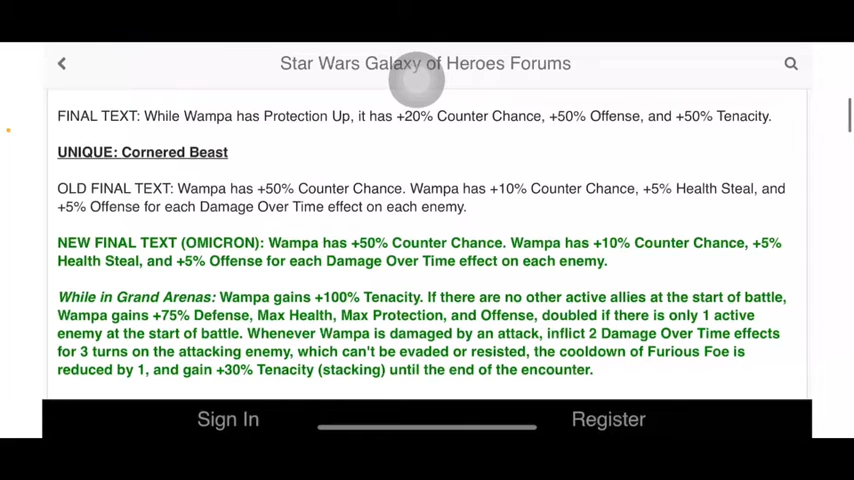 Star Wars Galaxy of Heroes Forums
FINAL TEXT: While Wampa has Protection Up, it has +20% Counter Chance, +50% Offense, and +50% Tenacity.
UNIQUE: Cornered Beast
OLD FINAL TEXT: Wampa has +50% Counter Chance. Wampa has +10% Counter Chance, +5% Health Steal, and
+5% Offense for each Damage Over Time effect on each enemy.
NEW FINAL TEXT (OMICRON): Wampa has +50% Counter Chance. Wampa has +10% Counter Chance, +5%
Health Steal, and +5% Offense for each Damage Over Time effect on each enemy.
While in Grand Arenas: Wampa gains +100% Tenacity. If there are no other active allies at the start of battle,
Wampa gains +75% Defense, Max Health, Max Protection, and Offense, doubled if there is only 1 active
enemy at the start of battle. Whenever Wampa is damaged by an attack, inflict 2 Damage Over Time effects
for 3 turns on the attacking enemy, which can't be evaded or resisted, the cooldown of Furious Foe is
reduced by 1, and gain +30% Tenacity (stacking) until the end of the encounter.
Sign In
Register